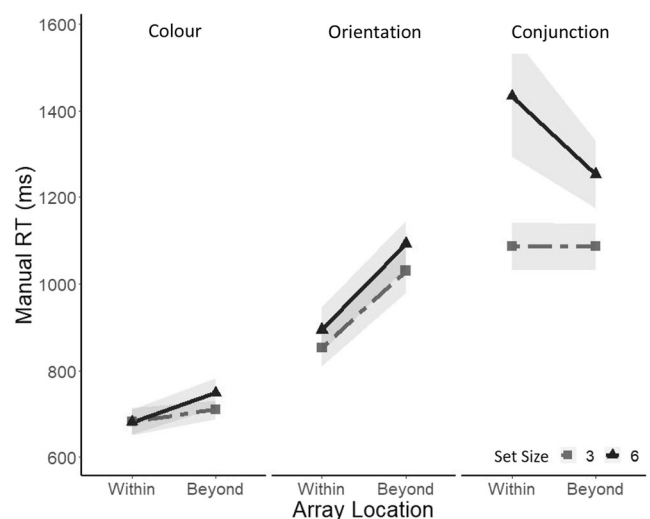 Colour Orientation Conjunction
1600
1400
1200
1000
800
600
Manual RT (ms)
Set Size 3 6
Within Beyond Within Beyond Within Beyond
Array Location